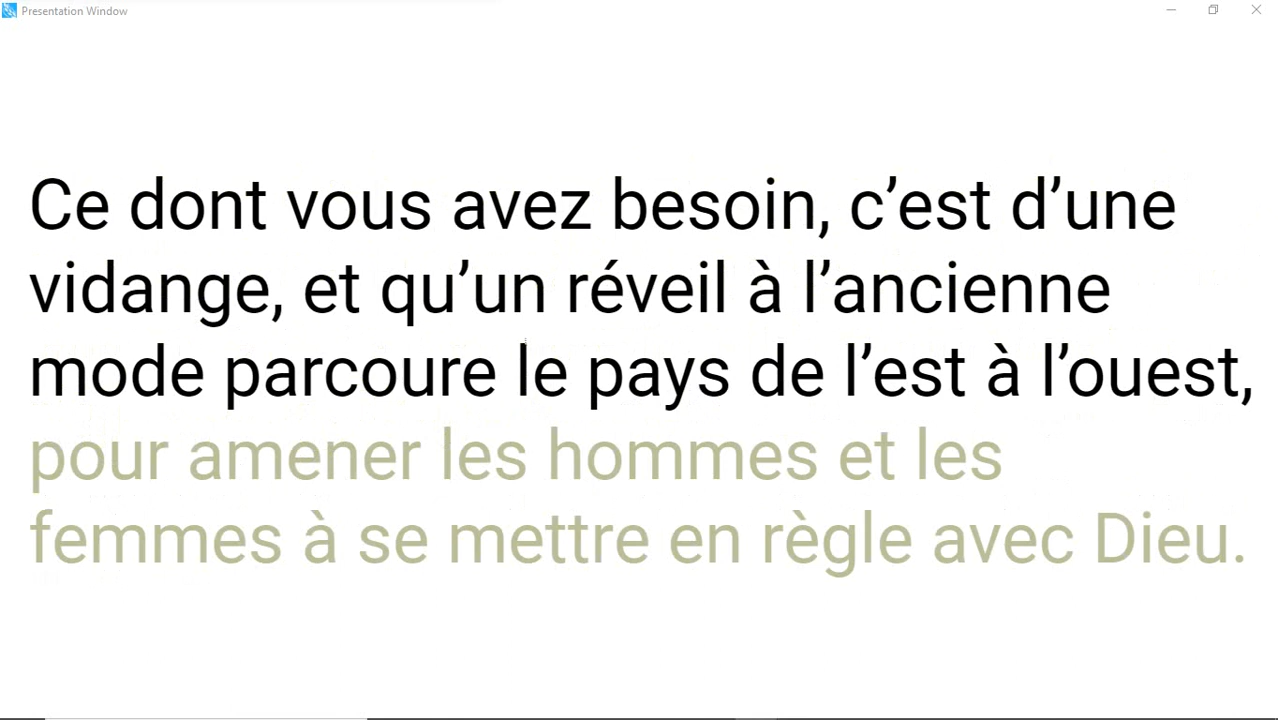 Presentation Window
Ce dont vous avez besoin, c’est d’une
vidange, et qu’un réveil à l’ancienne
mode parcoure le pays de l’est à l’ouest,
pour amener les hommes et les
femmes à se mettre en règle avec Dieu.